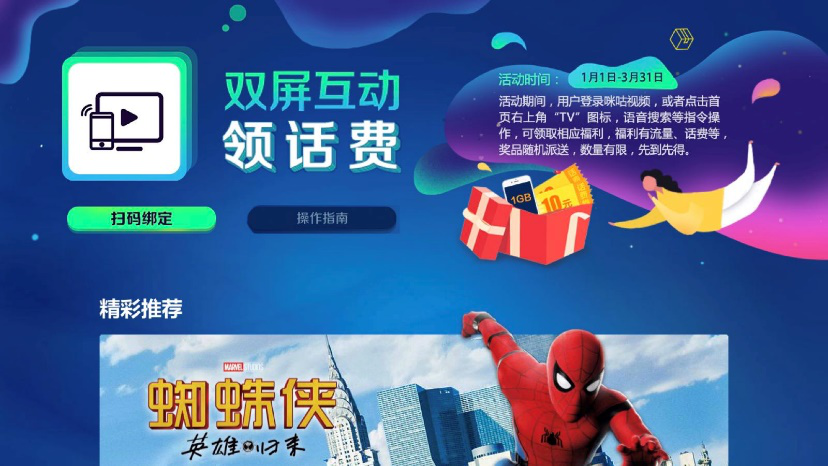 双屏互动
领话费
活动时间：
1月1日-3月31日
活动期间，用户登录咪咕视频，或者点击首
页右上角“TV”图标，语音搜索等指令操
作，可领取相应福利，福利有流量、话费等，
奖品随机派送，数量有限，先到先得。
1GB
10元
扫码绑定
操作指南
精彩推荐
MARVEL STUDIOS
蜘蛛侠
英雄归来